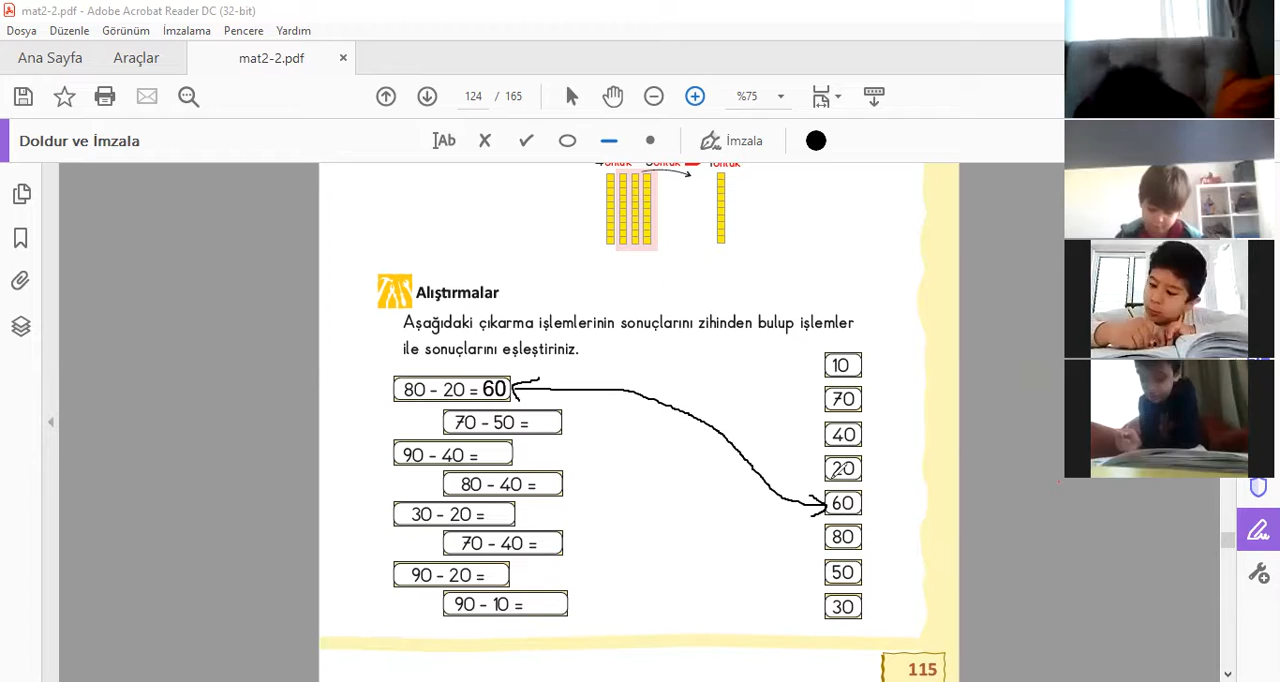 mat2-2.pdf - Adobe Acrobat Reader DC (32-bit)
Dosya Düzenle Görünüm İmzalama Pencere Yardım
Ana Sayfa Araçlar mat2-2.pdf ×
124 / 165 %75
Doldur ve İmzala İmzala
Alıştırmalar
Aşağıdaki çıkarma işlemlerinin sonuçlarını zihinden bulup işlemler
ile sonuçlarını eşleştiriniz.
80 - 20 = 60
70 - 50 =
90 - 40 =
80 - 40 =
30 - 20 =
70 - 40 =
90 - 20 =
90 - 10 =
10
70
40
20
60
80
50
30
115